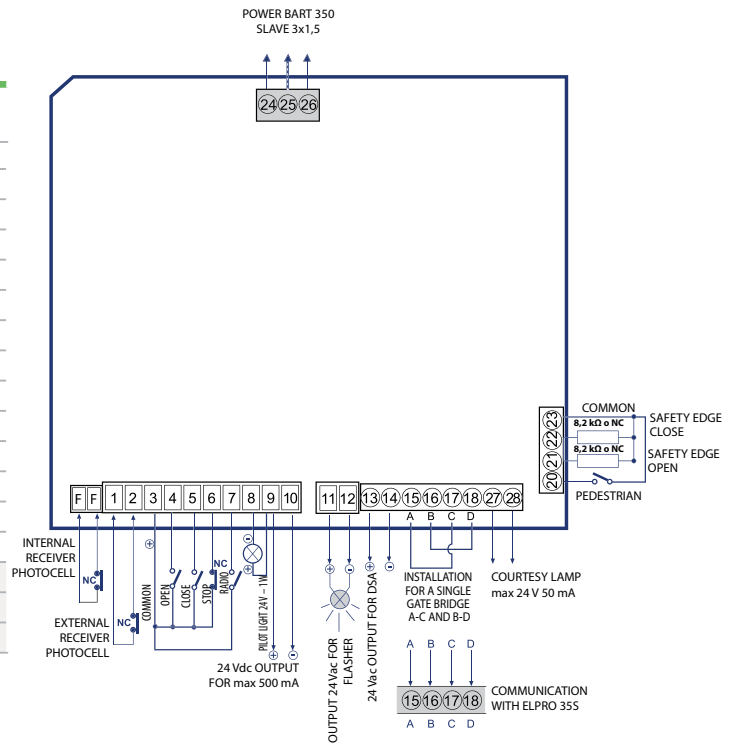 POWER BART 350
SLAVE 3x1,5
24 25 26
COMMON
8,2 kΩ o NC
SAFETY EDGE
CLOSE
8,2 kΩ o NC
SAFETY EDGE
OPEN
PEDESTRIAN
23
22
21
20
F F 1 2 3 4 5 6 7 8 9 10
11 12 13 14 15 16 17 18 27 28
A B C D
INTERNAL
RECEIVER
PHOTOCELL
NC
EXTERNAL
RECEIVER
PHOTOCELL
NC
COMMON
OPEN
CLOSE
STOP
NC
RADIO
PILOT LIGHT 24V – 1W
24 Vdc OUTPUT
FOR max 500 mA
OUTPUT 24 Vac FOR
FLASHER
24 Vac OUTPUT FOR DSA
INSTALLATION
FOR A SINGLE
GATE BRIDGE
A-C AND B-D
COURTESY LAMP
max 24 V 50 mA
A B C D
15 16 17 18
A B C D
COMMUNICATION
WITH ELPRO 35S